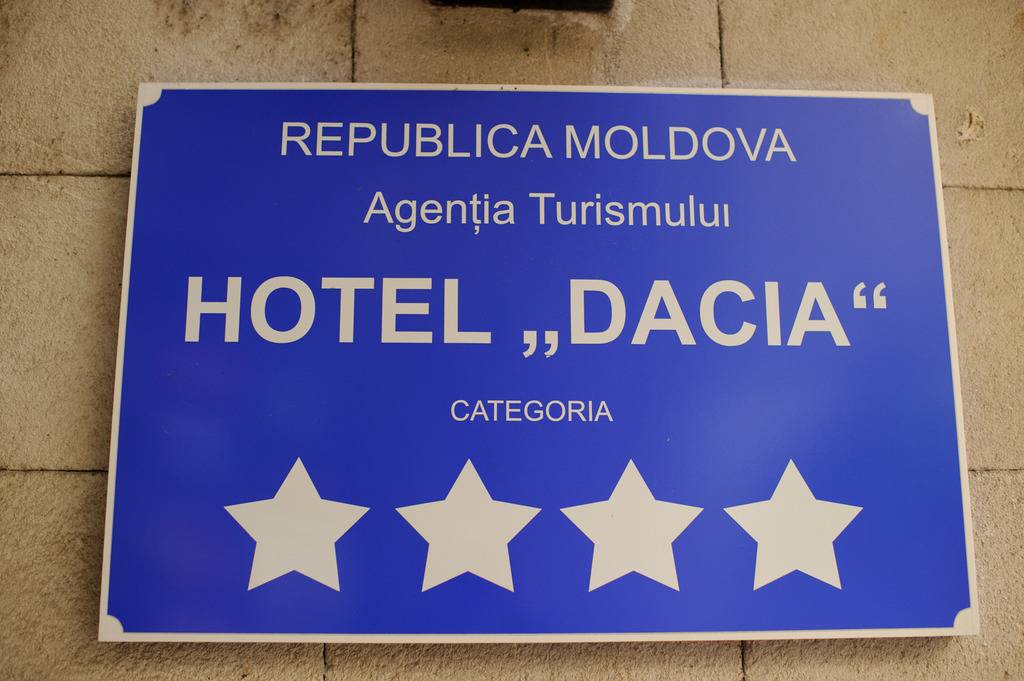 REPUBLICA MOLDOVA
Agenția Turismului
HOTEL „DACIA“
CATEGORIA